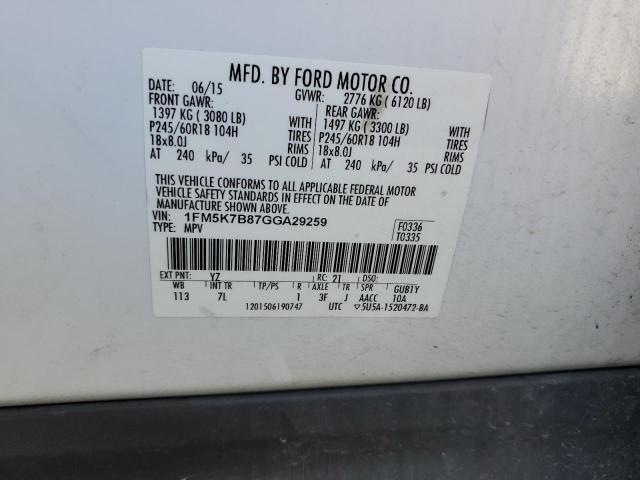 MFD. BY FORD MOTOR CO.
DATE: 06/15 GVWR: 2776 KG ( 6120 LB)
FRONT GAWR: REAR GAWR:
1397 KG ( 3080 LB) WITH 1497 KG ( 3300 LB) WITH
P245/60R18 104H TIRES P245/60R18 104H TIRES
18x8.0J RIMS 18x8.0J RIMS
AT 240 kPa/ 35 PSI COLD AT 240 kPa/ 35 PSI COLD
THIS VEHICLE CONFORMS TO ALL APPLICABLE FEDERAL MOTOR
VEHICLE SAFETY STANDARDS IN EFFECT ON THE DATE OF
MANUFACTURE SHOWN ABOVE.
VIN: 1FM5K7B87GGA29259 F0336
TYPE: MPV T0335
EXT PNT: YZ RC: 21 DSO:
WB INT TR TP/PS R AXLE TR SPR GUB1Y
113 7L 1 3F J AACC 10A
1201506190747 UTC ▽5U5A-1520472-BA